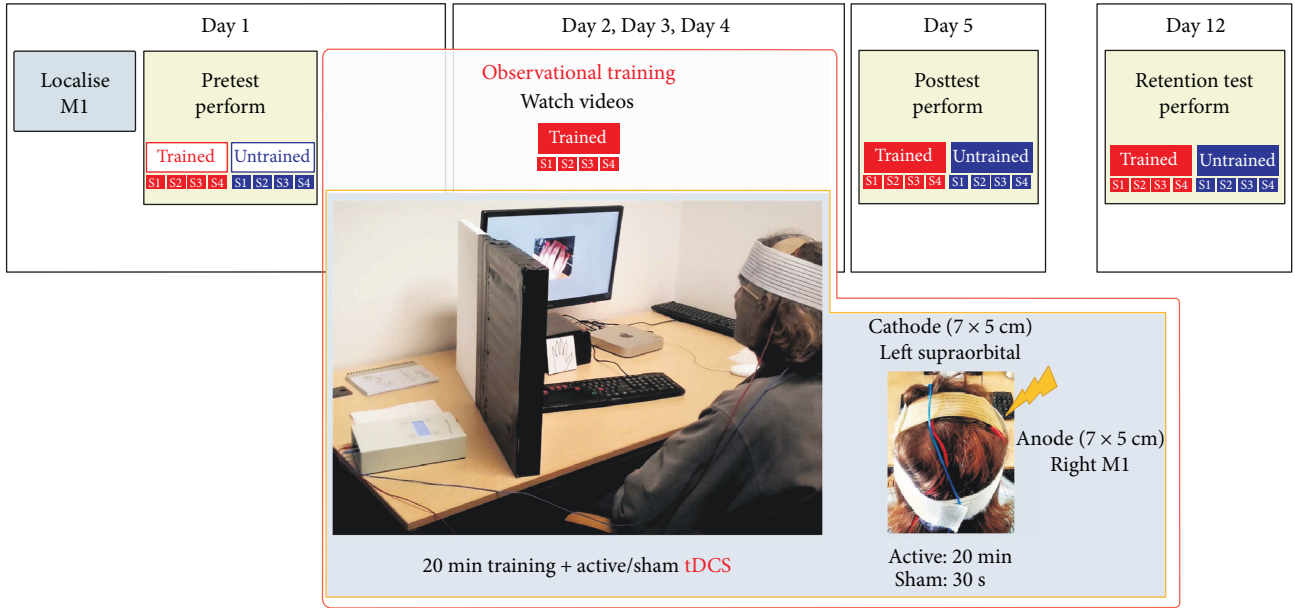 Day 1
Day 2, Day 3, Day 4
Day 5
Day 12
Localise
M1
Pretest
perform
Trained
Untrained
S1 S2 S3 S4
S1 S2 S3 S4
Observational training
Watch videos
Trained
S1 S2 S3 S4
Posttest
perform
Trained
Untrained
S1 S2 S3 S4
S1 S2 S3 S4
Retention test
perform
Trained
Untrained
S1 S2 S3 S4
S1 S2 S3 S4
20 min training + active/sham tDCS
Cathode (7 × 5 cm)
Left supraorbital
Anode (7 × 5 cm)
Right M1
Active: 20 min
Sham: 30 s